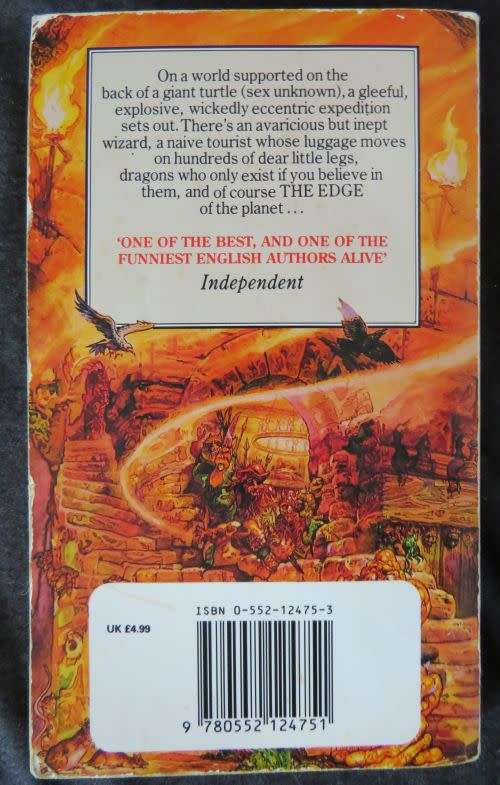 On a world supported on the
back of a giant turtle (sex unknown), a gleeful,
explosive, wickedly eccentric expedition
sets out. There's an avaricious but inept
wizard, a naive tourist whose luggage moves
on hundreds of dear little legs,
dragons who only exist if you believe in
them, and of course THE EDGE
of the planet ...
'ONE OF THE BEST, AND ONE OF THE
FUNNIEST ENGLISH AUTHORS ALIVE'
Independent
ISBN 0-552-12475-3
UK £4.99
9 780552 124751